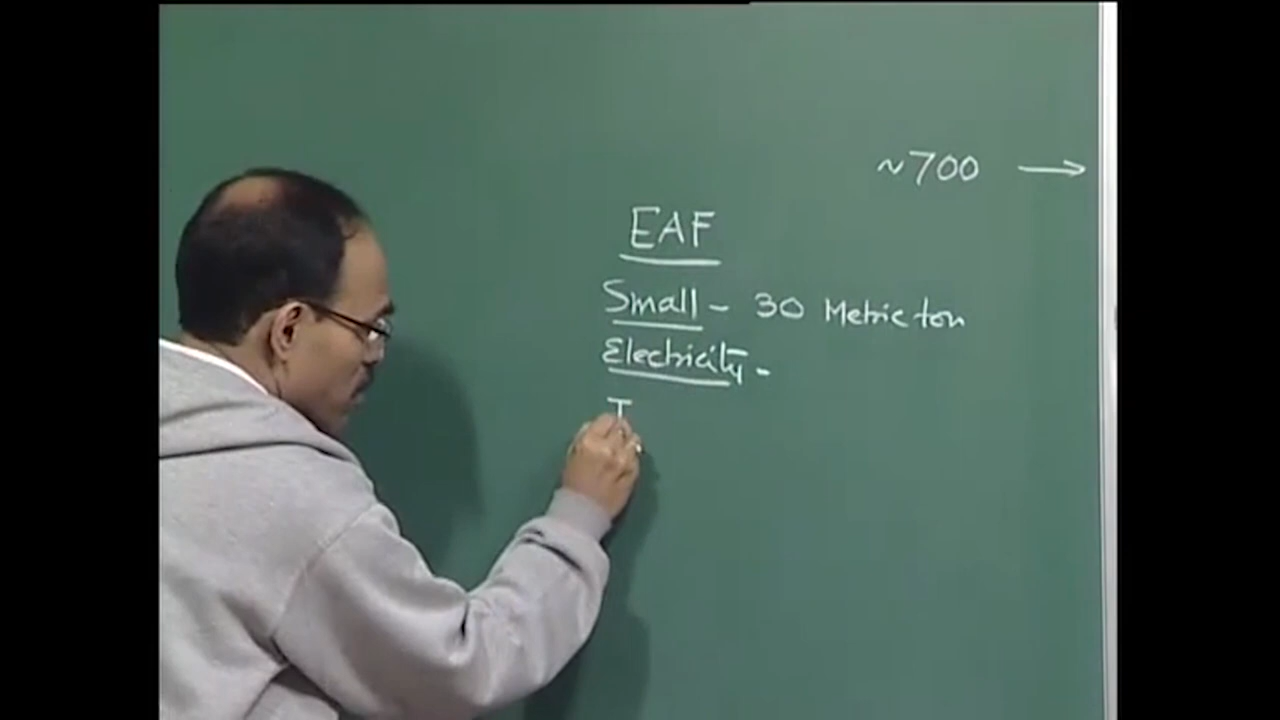 ~700 →
EAF
Small - 30 Metric ton
Electricity -
T